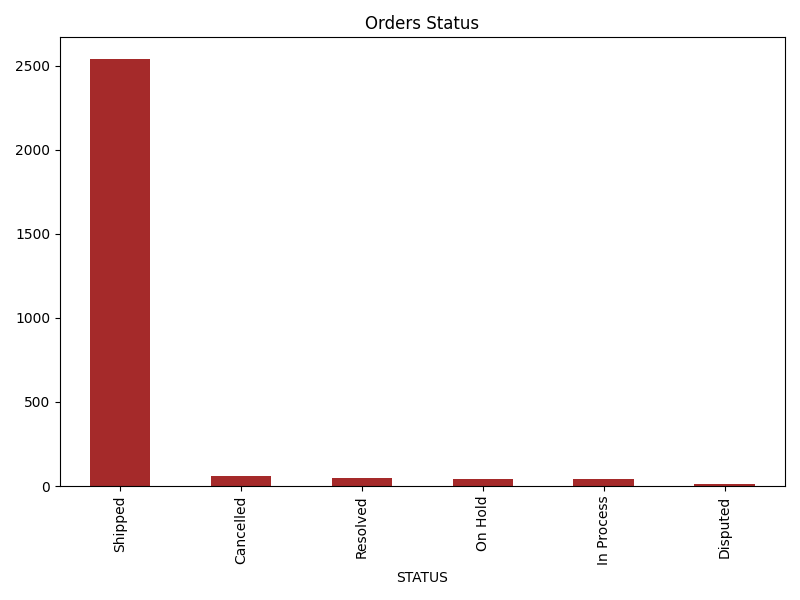 Orders Status
2500
2000
1500
1000
500
0
Shipped
Cancelled
Resolved
On Hold
In Process
Disputed
STATUS